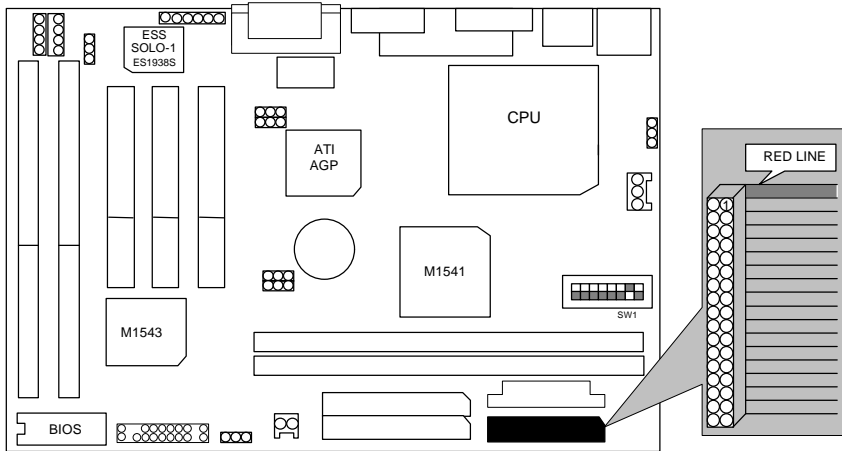 ESS
SOLO-1
ES1938S
CPU
ATI
AGP
RED LINE
1
M1541
SW1
M1543
BIOS